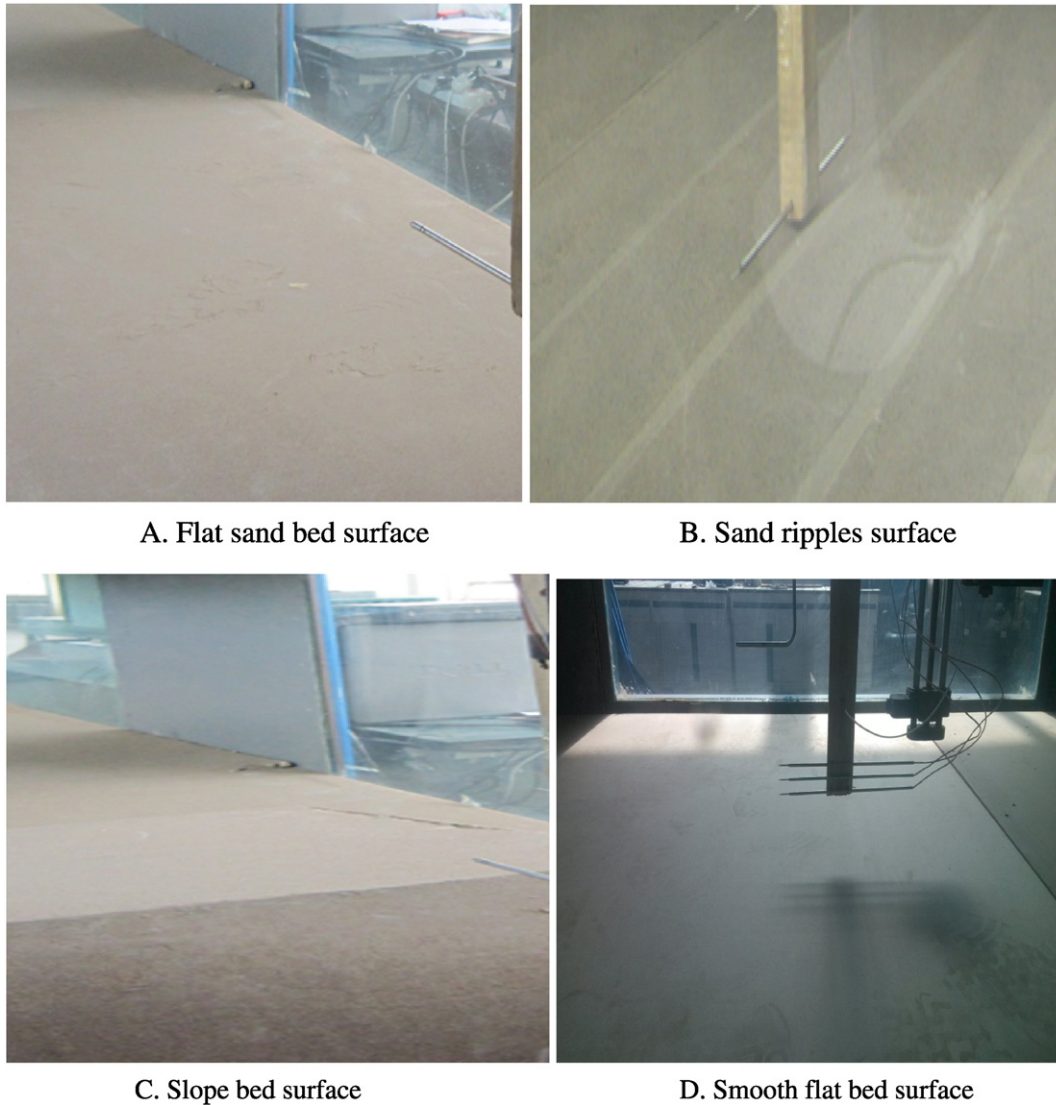 A. Flat sand bed surface
B. Sand ripples surface
C. Slope bed surface
D. Smooth flat bed surface